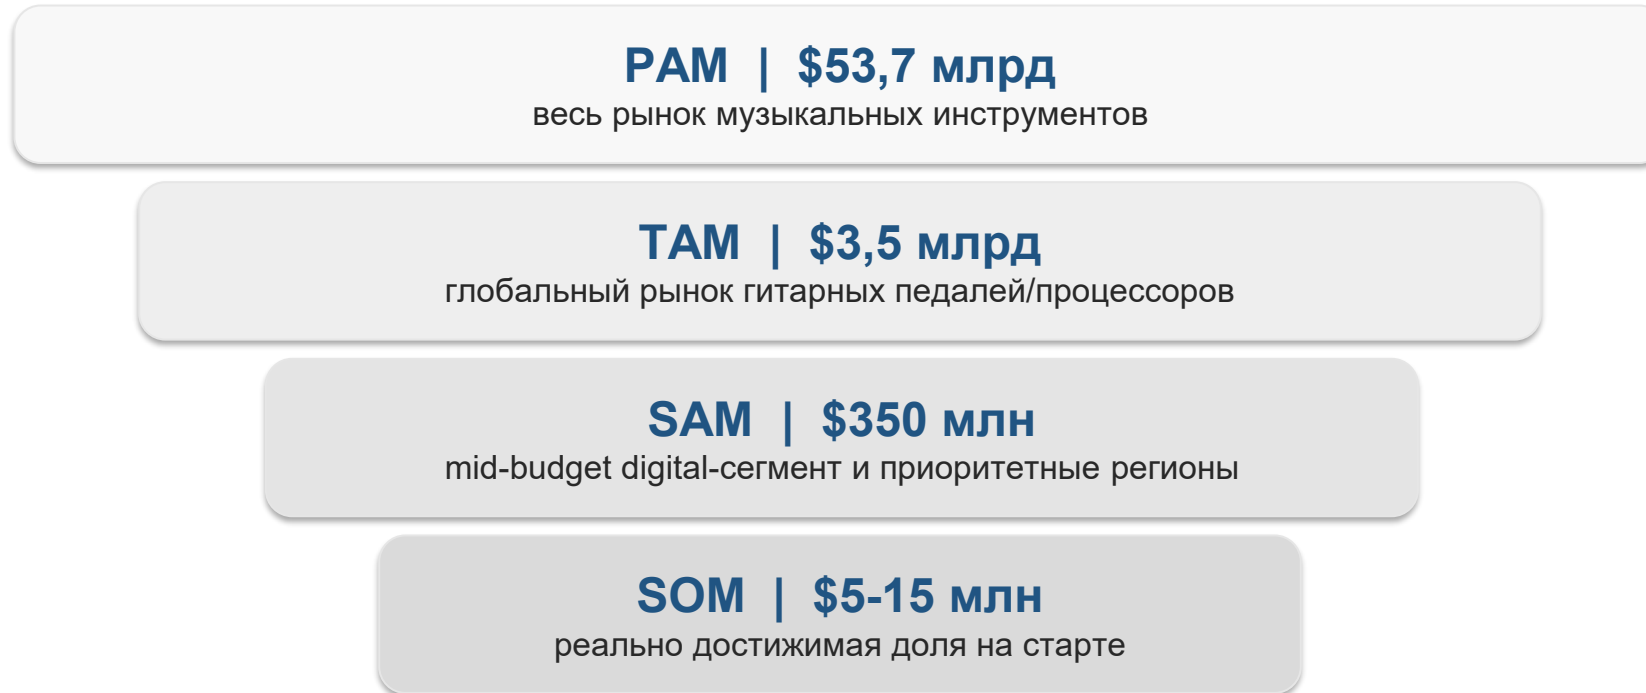 PAM | $53,7 млрд
весь рынок музыкальных инструментов
TAM | $3,5 млрд
глобальный рынок гитарных педалей/процессоров
SAM | $350 млн
mid-budget digital-сегмент и приоритетные регионы
SOM | $5-15 млн
реально достижимая доля на старте